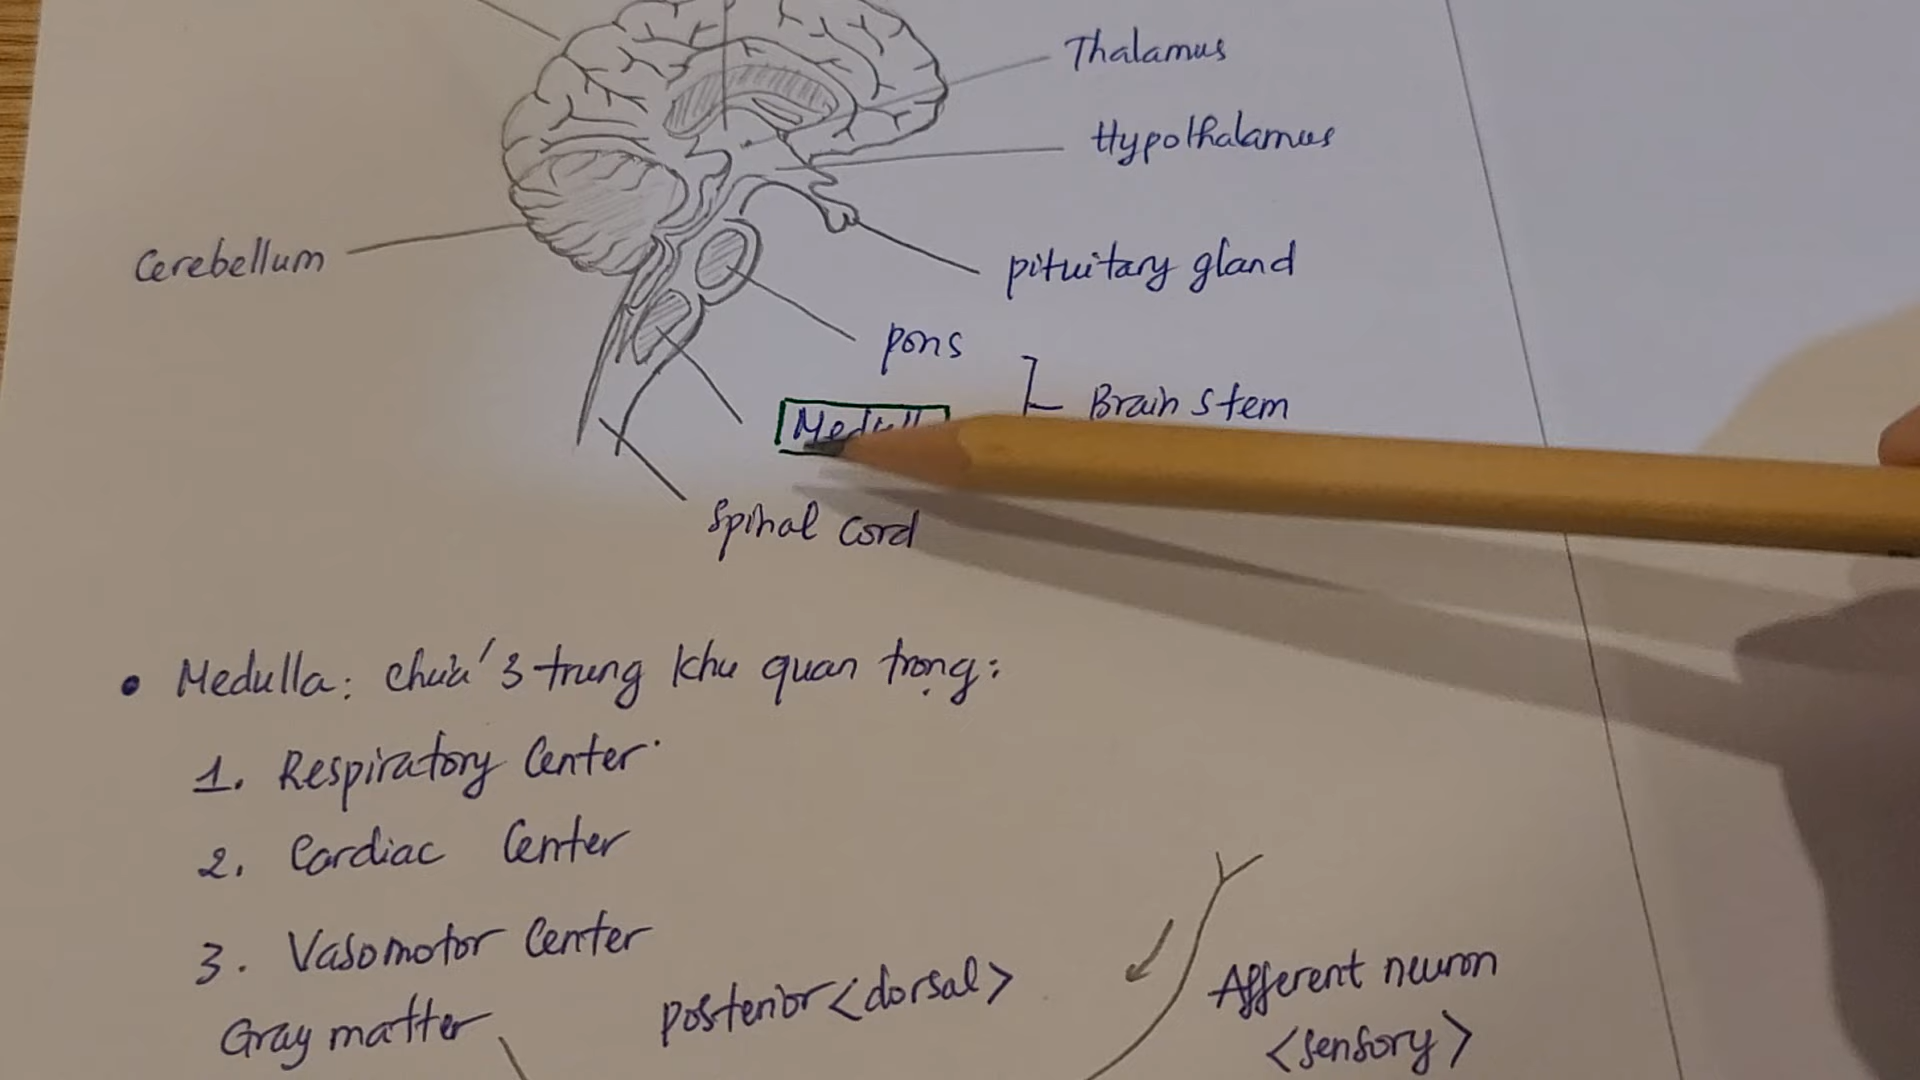 Thalamus
Hypothalamus
Cerebellum
pituitary gland
pons
Brain stem
Spinal cord
• Medulla: chứa 3 trung khu quan trọng:
1. Respiratory Center
2. Cardiac Center
3. Vasomotor Center
Gray matter
posterior <dorsal>
Afferent neuron
<sensory>